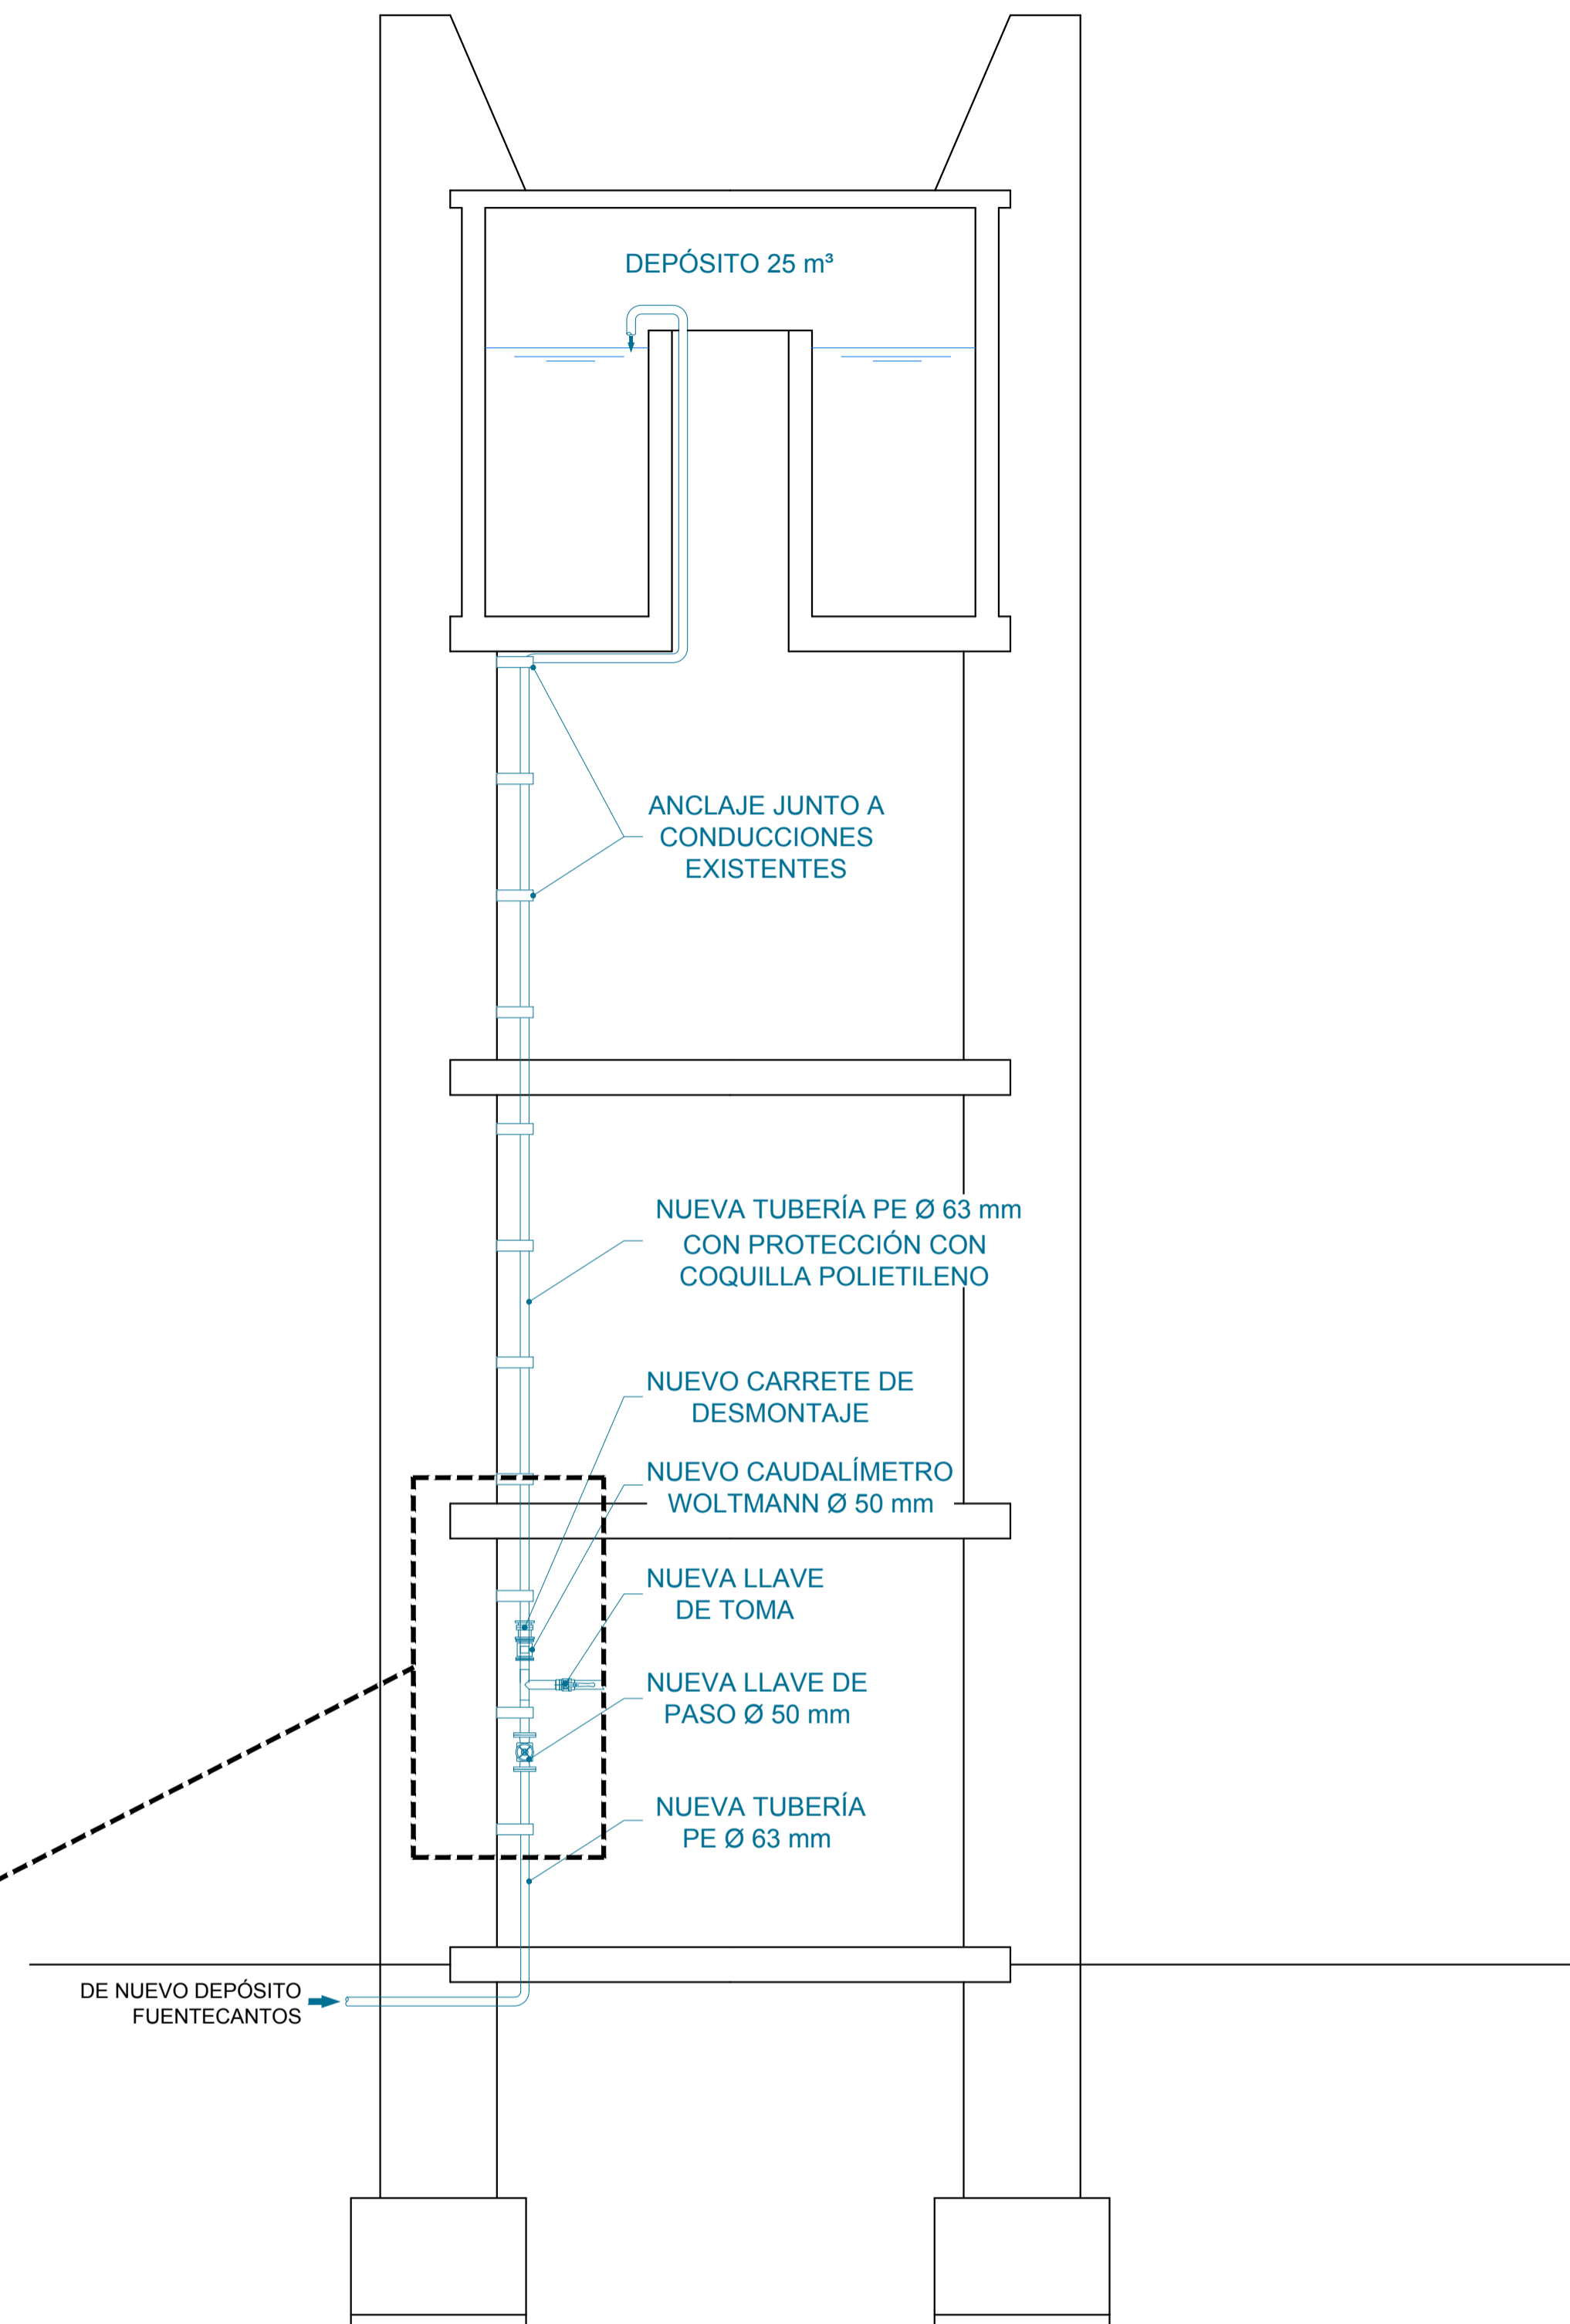 DEPÓSITO 25 m³
ANCLAJE JUNTO A
CONDUCCIONES
EXISTENTES
NUEVA TUBERÍA PE Ø 63 mm
CON PROTECCIÓN CON
COQUILLA POLIETILENO
NUEVO CARRETE DE
DESMONTAJE
NUEVO CAUDALÍMETRO
WOLTMANN Ø 50 mm
NUEVA LLAVE
DE TOMA
NUEVA LLAVE DE
PASO Ø 50 mm
NUEVA TUBERÍA
PE Ø 63 mm
DE NUEVO DEPÓSITO
FUENTECANTOS